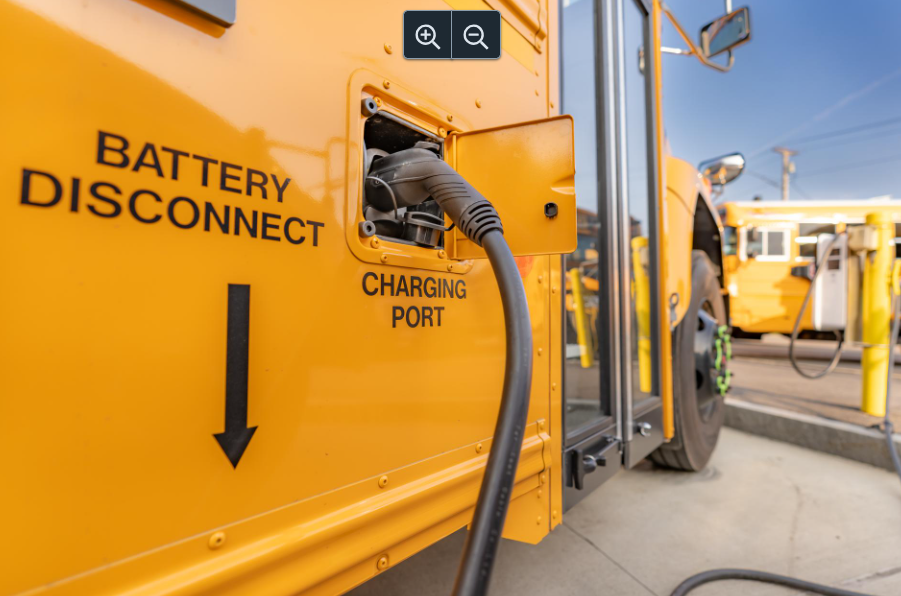 BATTERY
DISCONNECT
CHARGING
PORT